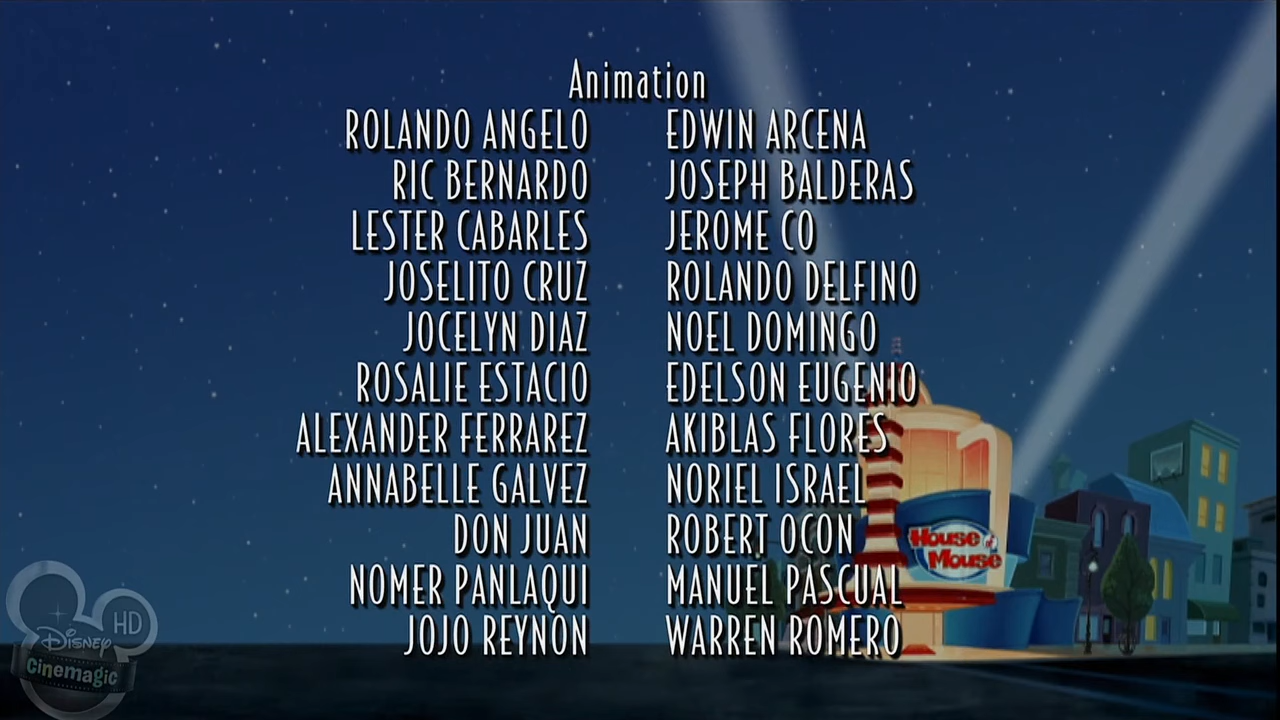 Animation
ROLANDO ANGELO EDWIN ARCENA
RIC BERNARDO JOSEPH BALDERAS
LESTER CABARLES JEROME CO
JOSELITO CRUZ ROLANDO DELFINO
JOCELYN DIAZ NOEL DOMINGO
ROSALIE ESTACIO EDELSON EUGENIO
ALEXANDER FERRAREZ AKIBLAS FLORES
ANNABELLE GALVEZ NORIEL ISRAEL
DON JUAN ROBERT OCON
NOMER PANLAQUI MANUEL PASCUAL
JOJO REYNON WARREN ROMERO
House of
Mouse
Disney HD
Cinemagic